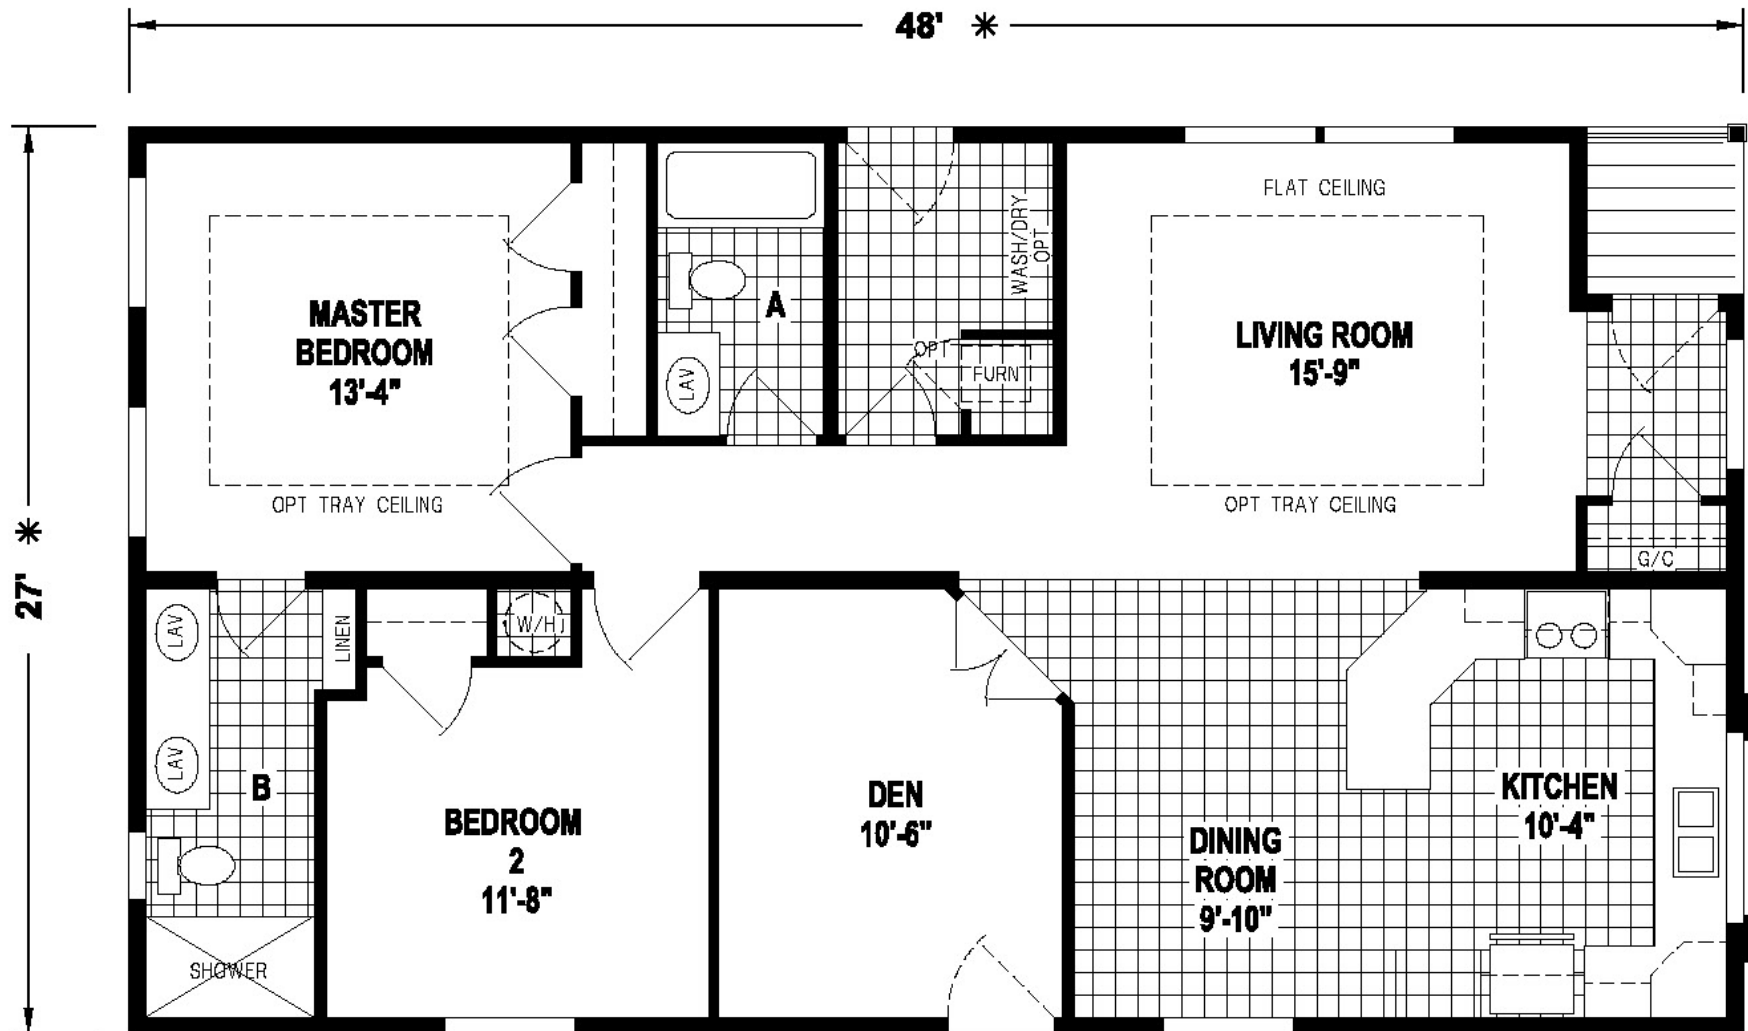 48' ✳
27' ✳
MASTER
BEDROOM
13'-4"
OPT TRAY CEILING
A
LAV
WASH/DRY
OPT
OPT
FURN
FLAT CEILING
LIVING ROOM
15'-9"
OPT TRAY CEILING
G/C
LAV
LAV
LINEN
B
SHOWER
W/H
BEDROOM
2
11'-8"
DEN
10'-6"
DINING
ROOM
9'-10"
KITCHEN
10'-4"